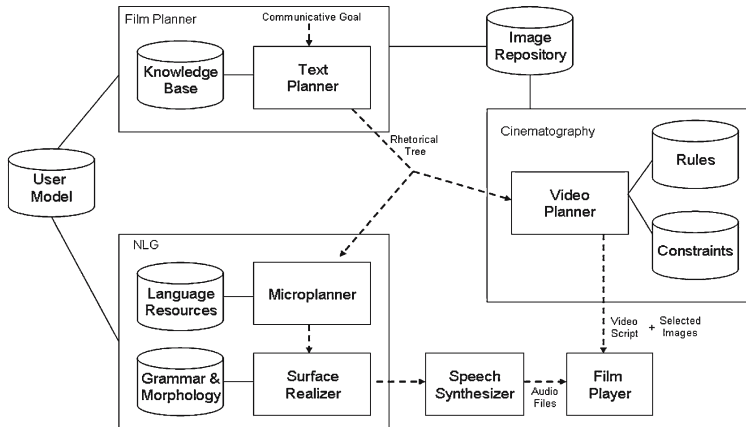 Film Planner
Communicative Goal
Knowledge
Base
Text
Planner
Image
Repository
Rhetorical
Tree
Cinematography
Rules
Video
Planner
Constraints
User
Model
NLG
Language
Resources
Microplanner
Video
Script
+
Selected
Images
Grammar &
Morphology
Surface
Realizer
Speech
Synthesizer
Audio
Files
Film
Player